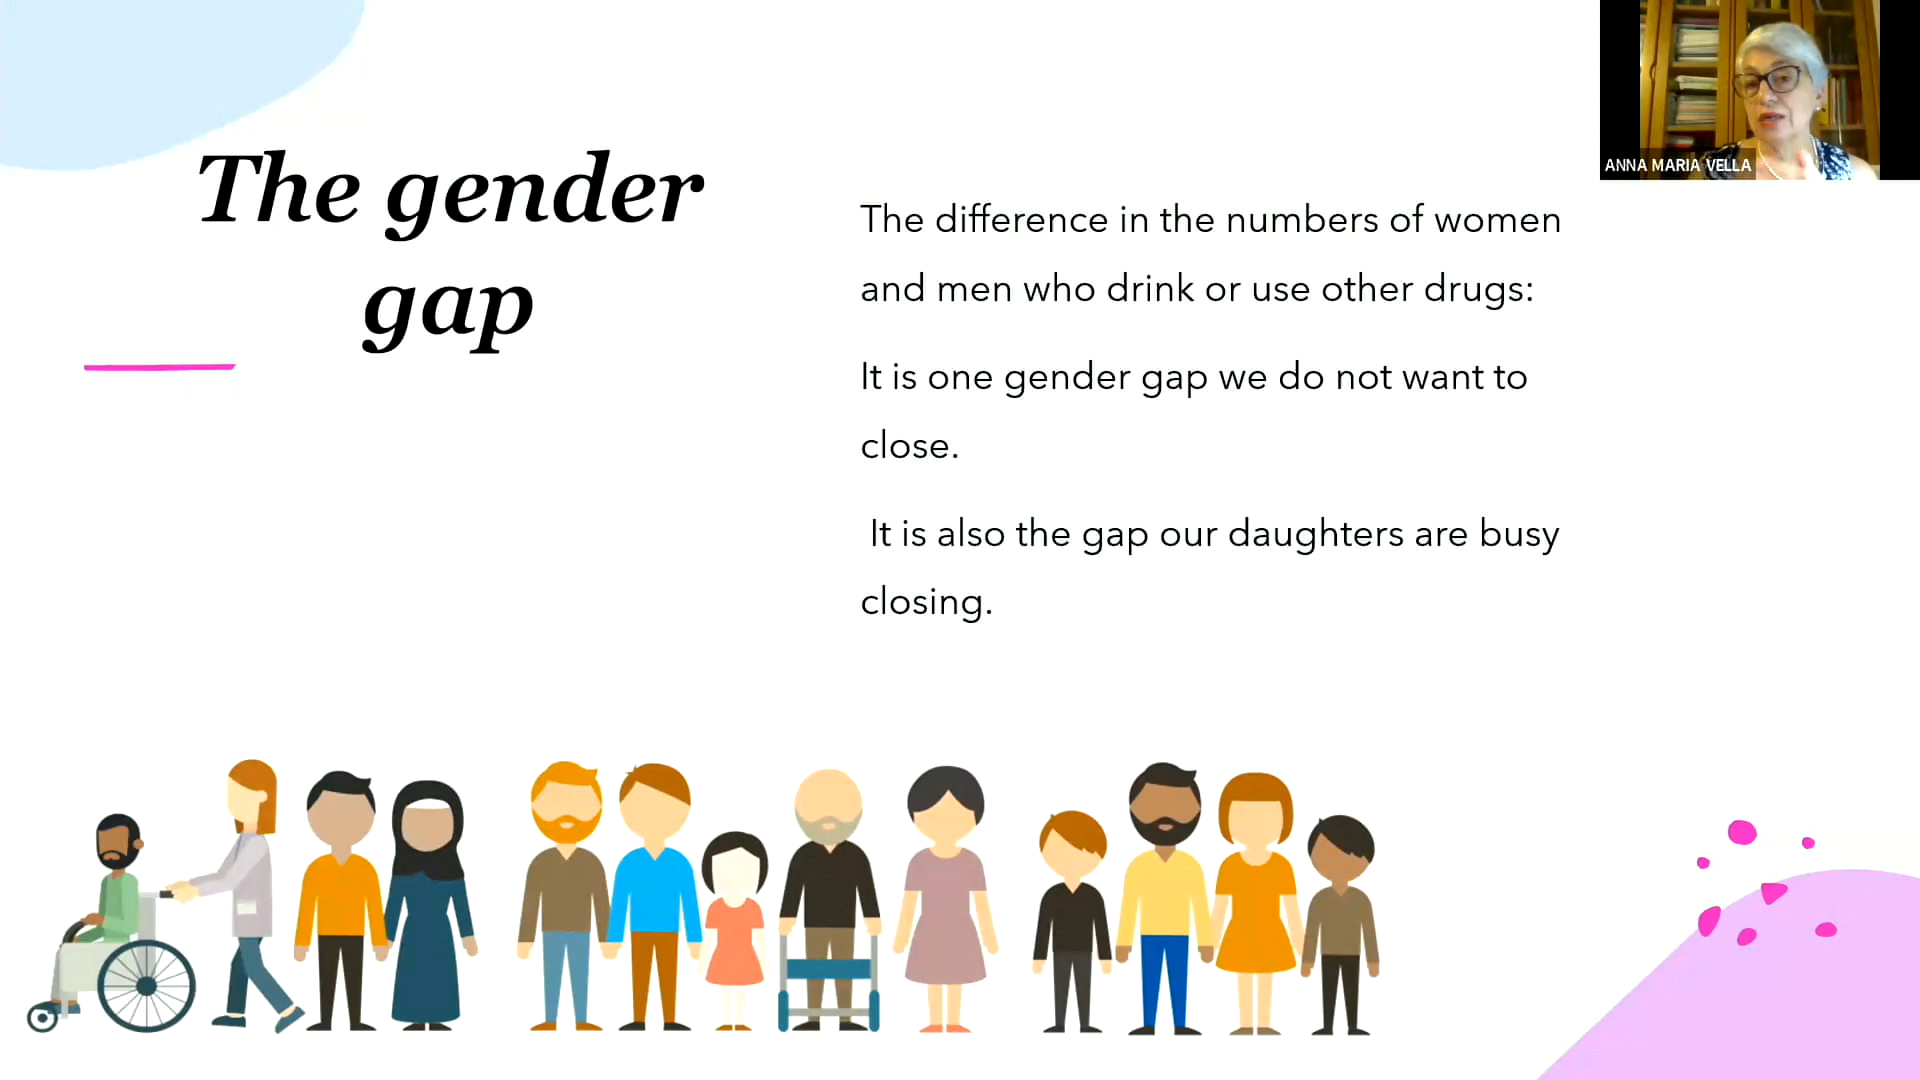 The gender
gap
The difference in the numbers of women
and men who drink or use other drugs:
It is one gender gap we do not want to
close.
It is also the gap our daughters are busy
closing.
ANNA MARIA VELLA